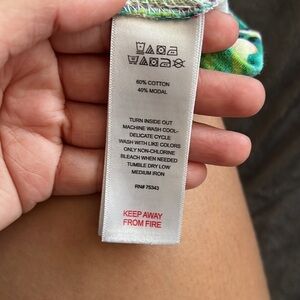 60% COTTON
40% MODAL
TURN INSIDE OUT
MACHINE WASH COOL-
DELICATE CYCLE
WASH WITH LIKE COLORS
ONLY NON-CHLORINE
BLEACH WHEN NEEDED
TUMBLE DRY LOW
MEDIUM IRON
RN# 75343
KEEP AWAY
FROM FIRE